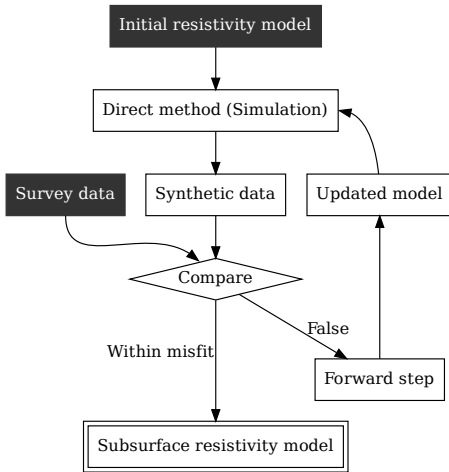 Initial resistivity model
Direct method (Simulation)
Survey data
Synthetic data
Updated model
Compare
False
Within misfit
Forward step
Subsurface resistivity model